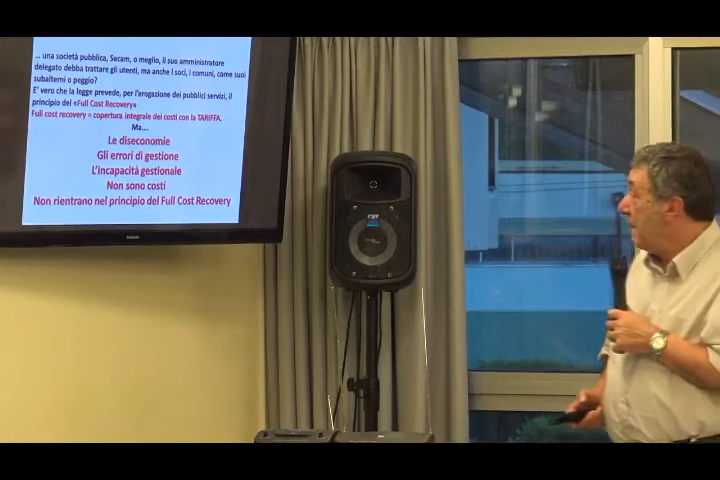 ... una società pubblica, Secam, o meglio, il suo amministratore
delegato debba trattare gli utenti, ma anche i soci, i comuni, come suoi
subalterni o peggio?
E' vero che la legge prevede, per l'erogazione dei pubblici servizi, il
principio del «Full Cost Recovery»
Full cost recovery = copertura integrale dei costi con la TARIFFA.
Ma....
Le diseconomie
Gli errori di gestione
L'incapacità gestionale
Non sono costi
Non rientrano nel principio del Full Cost Recovery